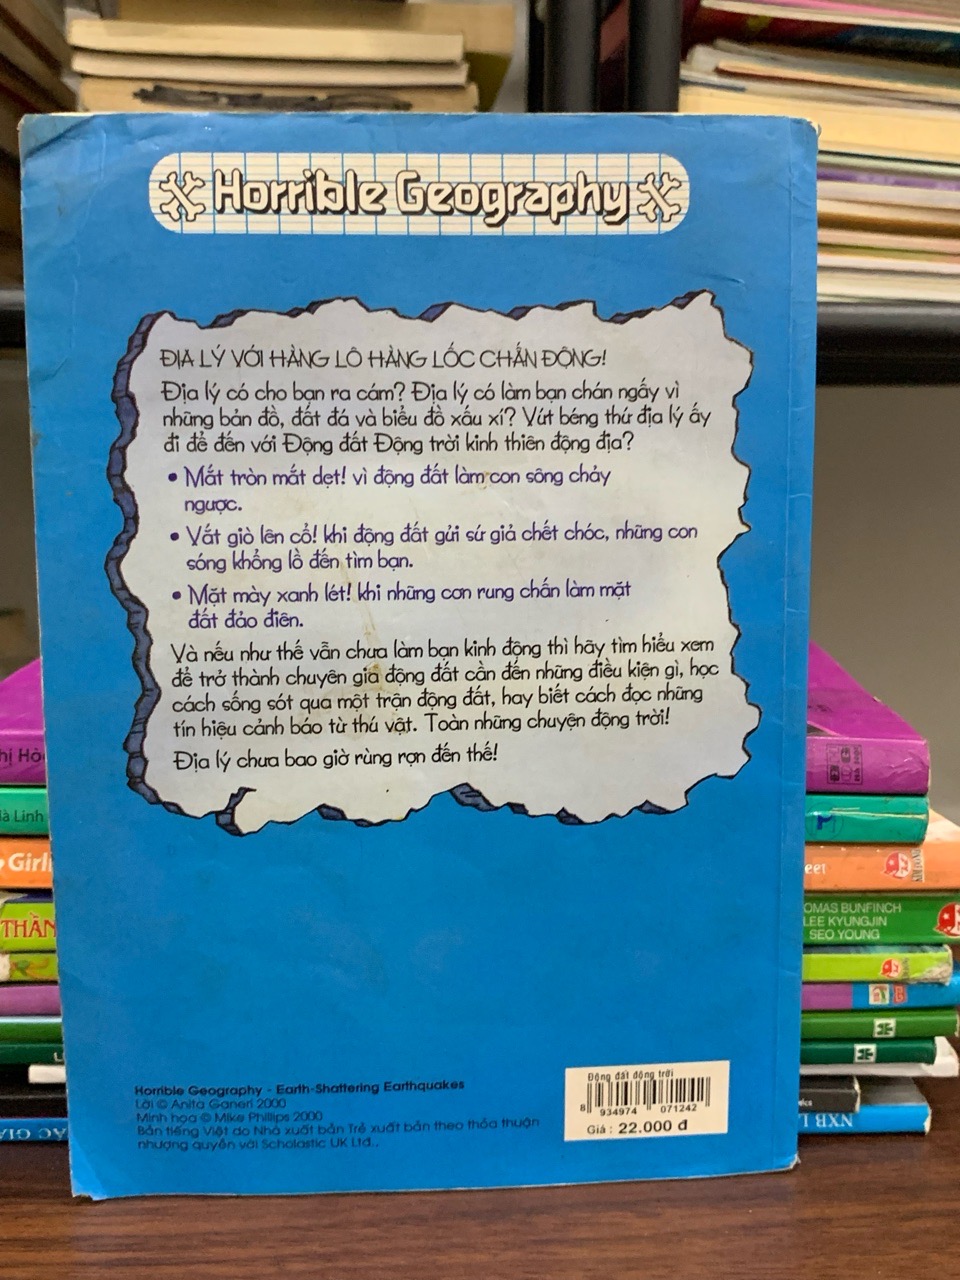 Horrible Geography
ĐỊA LÝ VỚI HÀNG LÔ HÀNG LỐC CHẤN ĐỘNG!
Địa lý có cho bạn ra cám? Địa lý có làm bạn chán ngấy vì
những bản đồ, đất đá và biểu đồ xấu xí? Vứt béng thứ địa lý ấy
đi để đến với Động đất Động trời kinh thiên động địa?
• Mắt tròn mắt dẹt! vì động đất làm con sông chảy
ngược.
• Vắt giò lên cổ! khi động đất gửi sứ giả chết chóc, những con
sóng khổng lồ đến tìm bạn.
• Mặt mày xanh lét! khi những cơn rung chấn làm mặt
đất đảo điên.
Và nếu như thế vẫn chưa làm bạn kinh động thì hãy tìm hiểu xem
để trở thành chuyên gia động đất cần đến những điều kiện gì, học
cách sống sót qua một trận động đất, hay biết cách đọc những
tín hiệu cảnh báo từ thú vật. Toàn những chuyện động trời!
Địa lý chưa bao giờ rùng rợn đến thế!
hị Hò
à Linh
Girl
THẦN
eet
OMAS BUNFINCH
LEE KYUNGJIN
SEO YOUNG
Horrible Geography - Earth-Shattering Earthquakes
Lời © Anita Ganeri 2000
Minh họa © Mike Phillips 2000
Bản tiếng Việt do Nhà xuất bản Trẻ xuất bản theo thỏa thuận
nhượng quyền với Scholastic UK Ltd..
Động đất động trời
8 934974 071242
Giá : 22.000 đ
NXB L
ÁC GIẢ